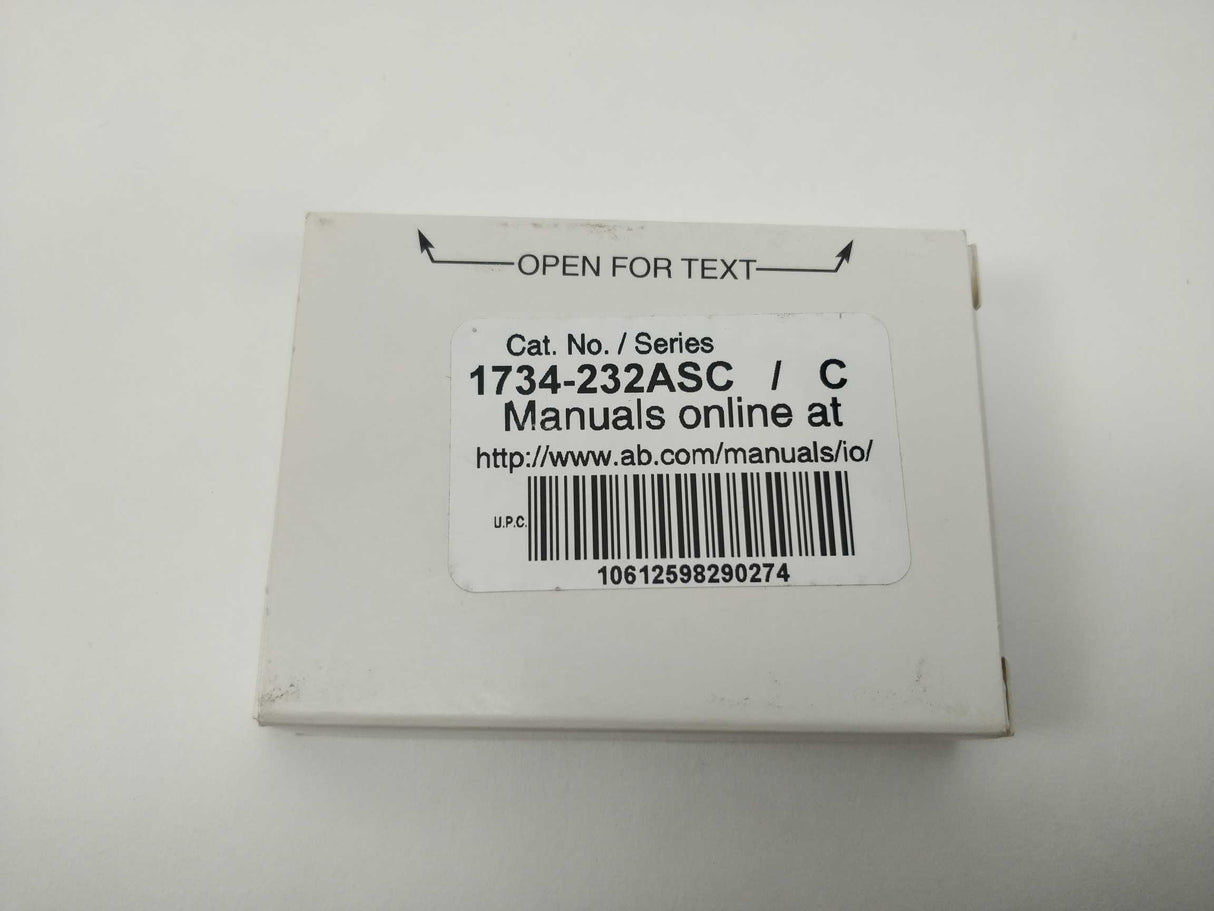 OPEN FOR TEXT
Cat. No. / Series
1734-232ASC / C
Manuals online at
http://www.ab.com/manuals/io/
U.P.C.
10612598290274